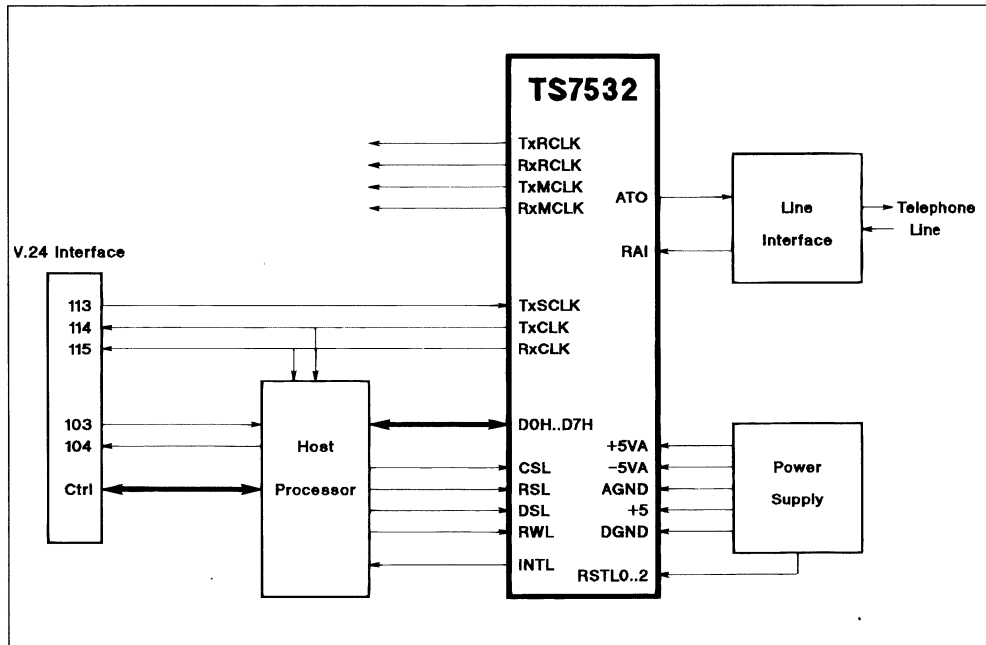 TS7532
TxRCLK
RxRCLK
TxMCLK
RxMCLK
ATO
RAI
Line
Interface
Telephone
Line
V.24 Interface
113
114
115
103
104
Ctrl
TxSCLK
TxCLK
RxCLK
Host
Processor
D0H..D7H
CSL
RSL
DSL
RWL
INTL
+5VA
-5VA
AGND
+5
DGND
RSTL0..2
Power
Supply